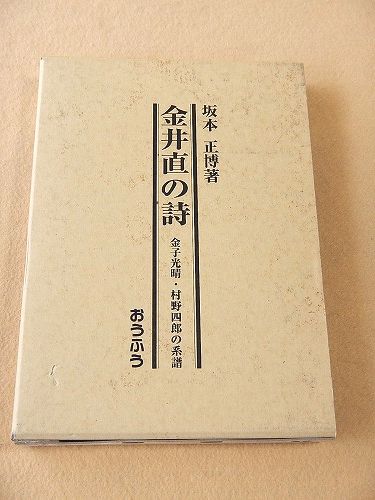 坂本 正博著
金井直の詩
金子光晴・村野四郎の系譜
おうふう